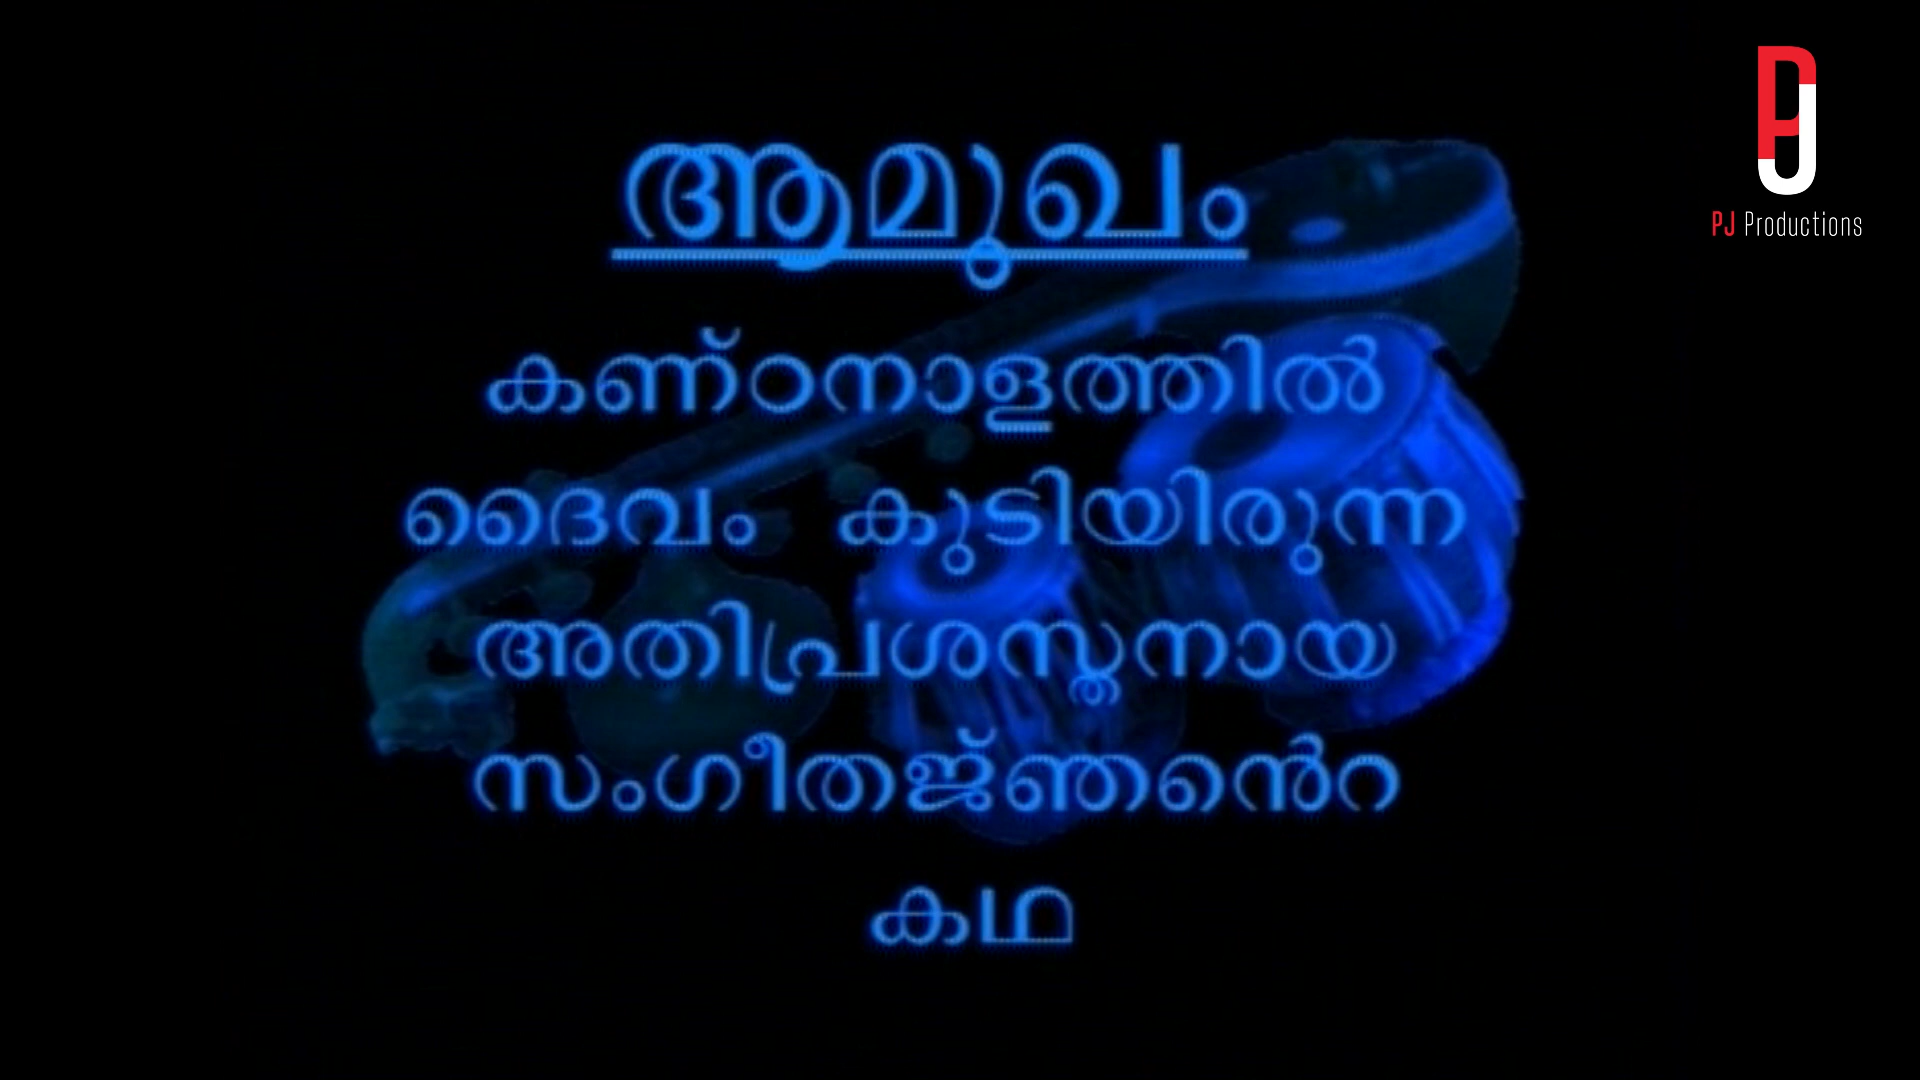 ആമുഖം
കണ്ഠനാളത്തിൽ
ദൈവം കുടിയിരുന്ന
അതിപ്രശസ്തനായ
സംഗീതജ്ഞൻെറ
കഥ
PJ Productions